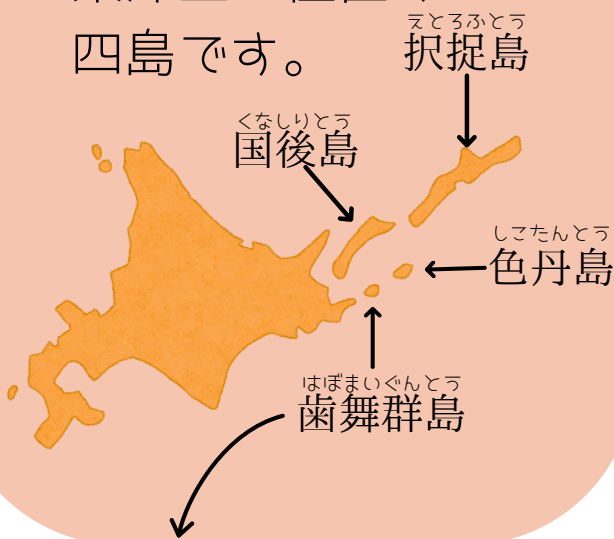 四島です。
えとろふとう
択捉島
くなしりとう
国後島
しこたんとう
色丹島
はぼまいぐんとう
歯舞群島